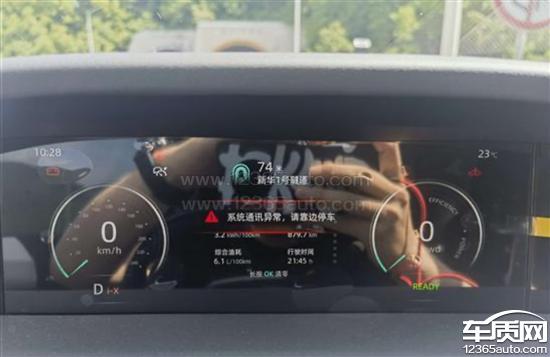 10:28
74 米
新华1号隧道
23℃
www.12365auto.com
系统通讯异常，请靠边停车
3.2 kWh/100km
879.7 km
综合油耗
行驶时间
6.1 L/100km
21:45 h
长按 OK 清零
0
km/h
D
0
EFFICIENCY
POWER
READY
车质网
12365auto.com